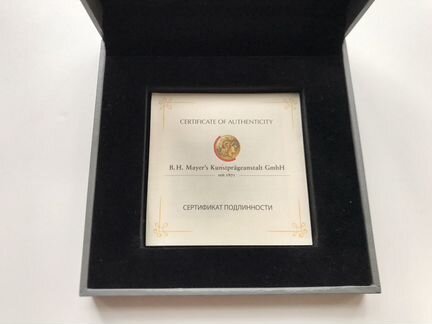 CERTIFICATE OF AUTHENTICITY
B. H. Mayer's Kunstprägeanstalt GmbH
seit 1871
СЕРТИФИКАТ ПОДЛИННОСТИ